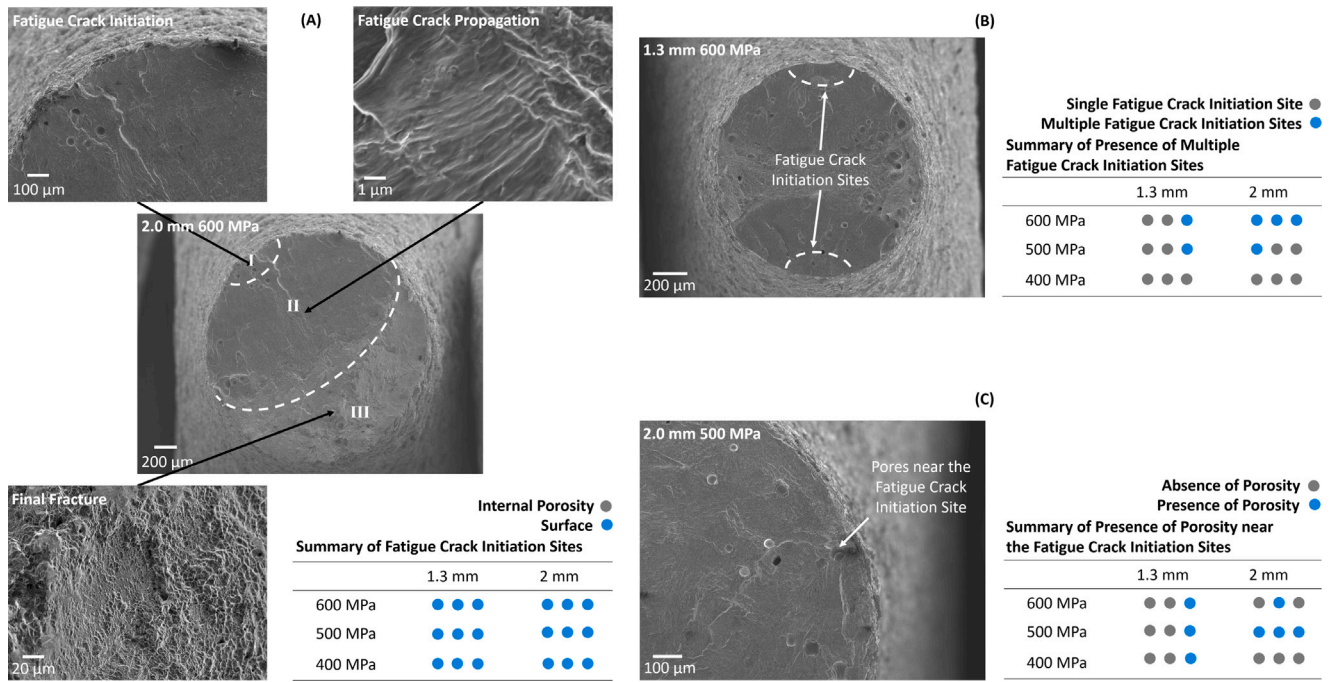 Fatigue Crack Initiation
100 µm
(A)
Fatigue Crack Propagation
1 µm
2.0 mm 600 MPa
I
II
III
200 µm
Final Fracture
20 µm
Internal Porosity
Surface
Summary of Fatigue Crack Initiation Sites
1.3 mm 2 mm
600 MPa
500 MPa
400 MPa
(B)
1.3 mm 600 MPa
Fatigue Crack
Initiation Sites
200 µm
Single Fatigue Crack Initiation Site
Multiple Fatigue Crack Initiation Sites
Summary of Presence of Multiple
Fatigue Crack Initiation Sites
1.3 mm 2 mm
600 MPa
500 MPa
400 MPa
(C)
2.0 mm 500 MPa
Pores near the
Fatigue Crack
Initiation Site
100 µm
Absence of Porosity
Presence of Porosity
Summary of Presence of Porosity near
the Fatigue Crack Initiation Sites
1.3 mm 2 mm
600 MPa
500 MPa
400 MPa